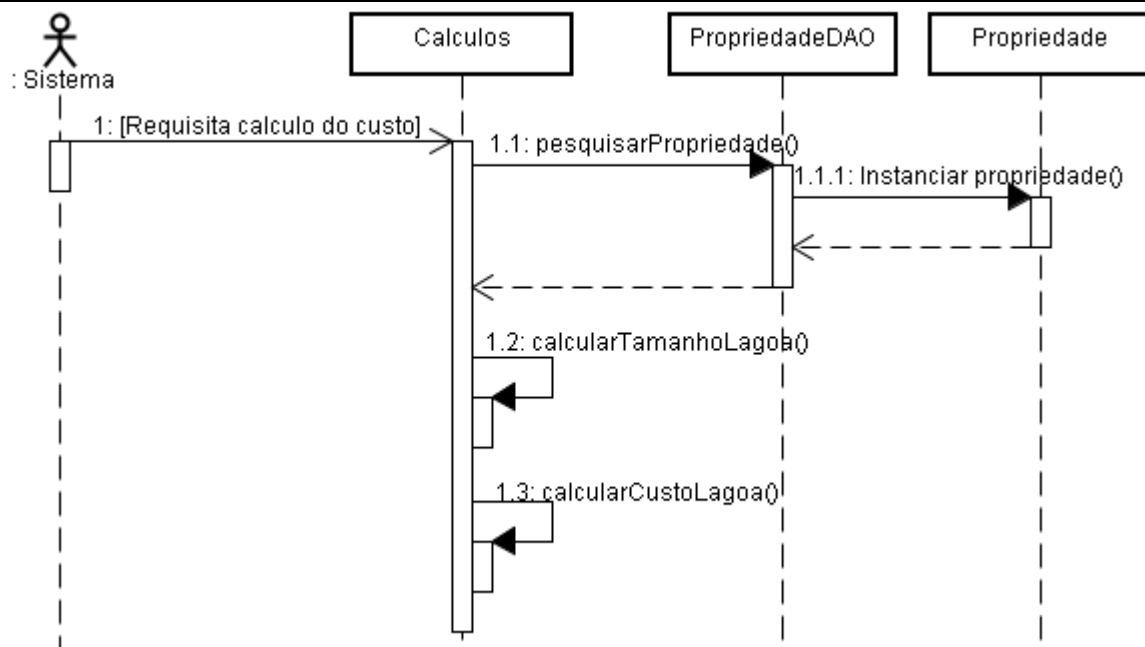 Calculos
PropriedadeDAO
Propriedade
: Sistema
1: [Requisita calculo do custo]
1.1: pesquisarPropriedade()
1.1.1: Instanciar propriedade()
1.2: calcularTamanhoLagoa()
1.3: calcularCustoLagoa()